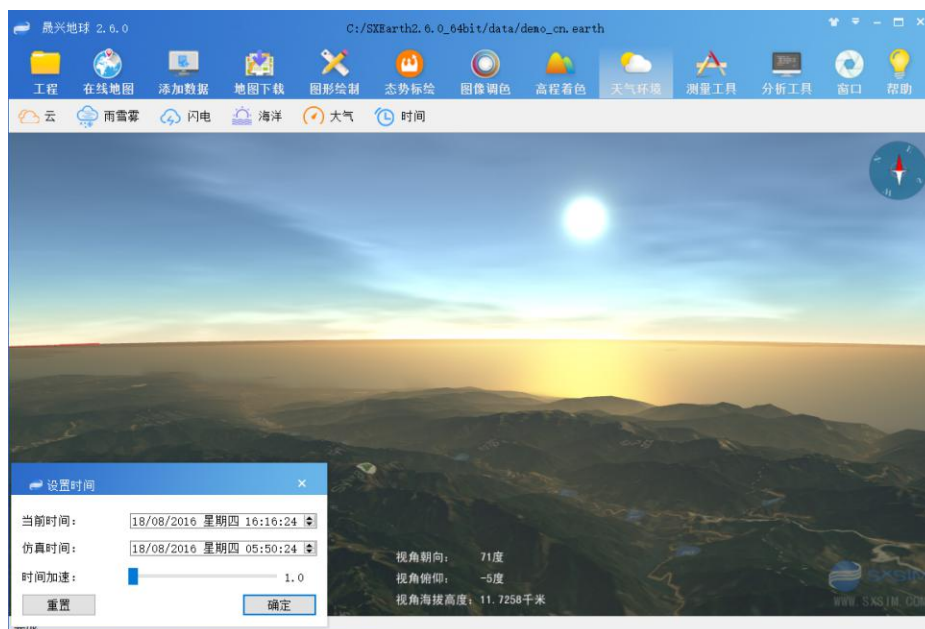 晟兴地球 2.6.0 C:/SXEarth2.6.0_64bit/data/demo_cn.earth
工程 在线地图 添加数据 地图下载 图形绘制 态势标绘 图像调色 高程着色 天气环境 测量工具 分析工具 窗口 帮助
云 雨雪雾 闪电 海洋 大气 时间
设置时间
当前时间: 18/08/2016 星期四 16:16:24
仿真时间: 18/08/2016 星期四 05:50:24
时间加速: 1.0
重置 确定
视角朝向: 71度
视角俯仰: -5度
视角海拔高度: 11.7258千米
SXSIM
WWW.SXSIM.COM